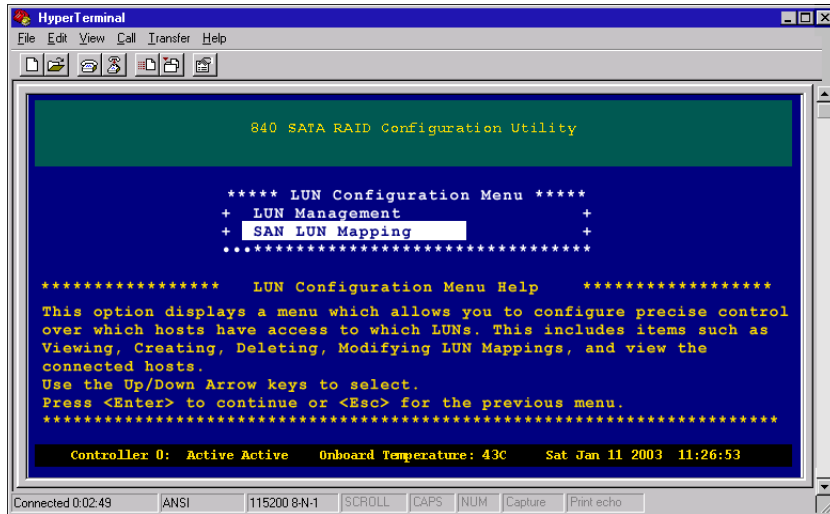 HyperTerminal
File Edit View Call Transfer Help
840 SATA RAID Configuration Utility
***** LUN Configuration Menu *****
+ LUN Management +
+ SAN LUN Mapping +
•••**********************************
***************** LUN Configuration Menu Help ******************
This option displays a menu which allows you to configure precise control
over which hosts have access to which LUNs. This includes items such as
Viewing, Creating, Deleting, Modifying LUN Mappings, and view the
connected hosts.
Use the Up/Down Arrow keys to select.
Press <Enter> to continue or <Esc> for the previous menu.
***********************************************************************
Controller 0: Active Active Onboard Temperature: 43C Sat Jan 11 2003 11:26:53
Connected 0:02:49 ANSI 115200 8-N-1 SCROLL CAPS NUM Capture Print echo